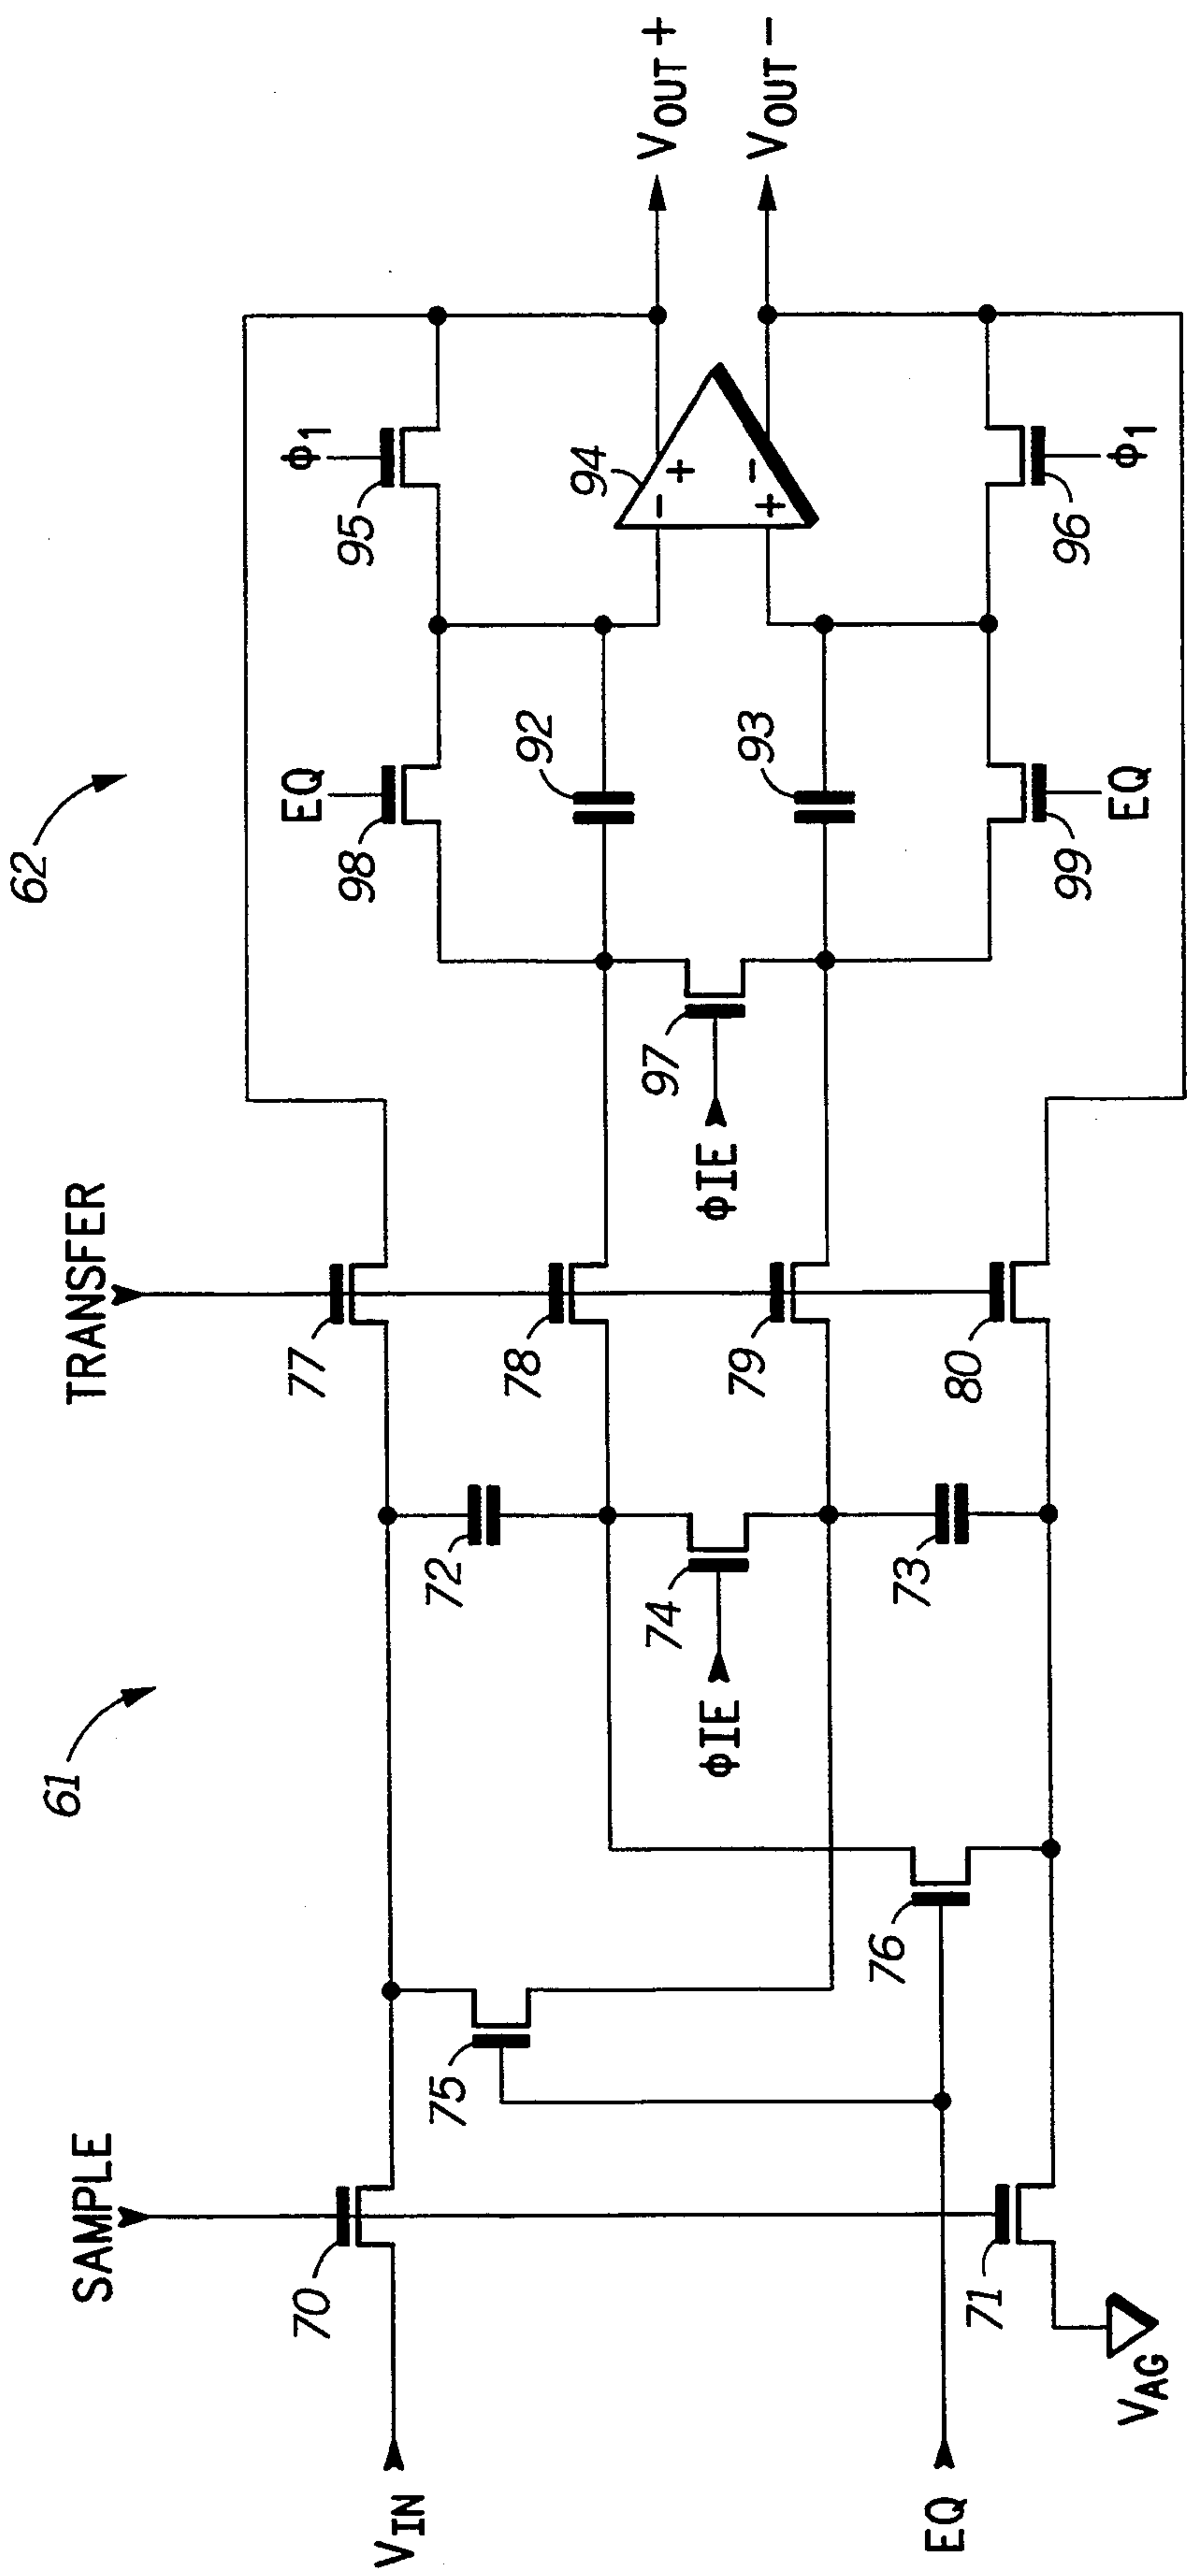 61
62
SAMPLE
TRANSFER
VIN
EQ
VAG
70
71
75
76
72
74
73
ϕIE
77
78
79
80
ϕIE
97
98
EQ
92
93
99
EQ
95
ϕ1
94
- +
+ -
96
ϕ1
VOUT+
VOUT-